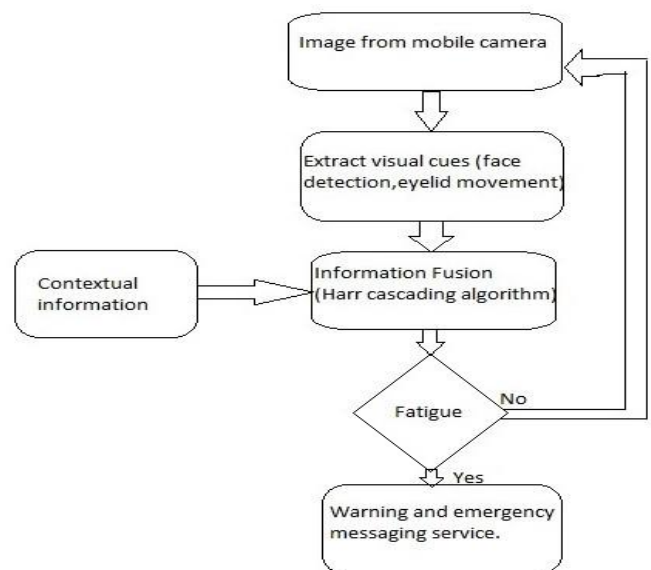 Image from mobile camera
Extract visual cues (face
detection,eyelid movement)
Contextual
information
Information Fusion
(Harr cascading algorithm)
Fatigue
No
Yes
Warning and emergency
messaging service.